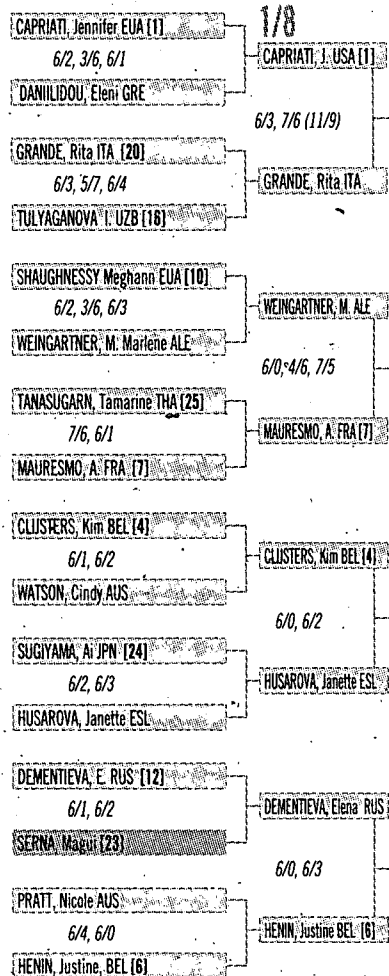 1/8
CAPRIATI, Jennifer EUA [1]
6/2, 3/6, 6/1
DANIILIDOU, Eleni GRE
GRANDE, Rita ITA [20]
6/3, 5/7, 6/4
TULYAGANOVA I. UZB [16]
SHAUGHNESSY Meghann EUA [10]
6/2, 3/6, 6/3
WEINGARTNER, M. Marlene ALE
TANASUGARN, Tamarine THA [25]
7/6, 6/1
MAURESMO, A. FRA [7]
CLIJSTERS, Kim BEL [4]
6/1, 6/2
WATSON, Cindy AUS
SUGIYAMA, Ai JPN [24]
6/2, 6/3
HUSAROVA, Janette ESL
DEMENTIEVA, E. RUS [12]
6/1, 6/2
SERNA Magui [23]
PRATT, Nicole AUS
6/4, 6/0
HENIN, Justine, BEL [6]
CAPRIATI, J. USA [1]
6/3, 7/6 (11/9)
GRANDE, Rita ITA
WEINGARTNER, M. ALE
6/0, 4/6, 7/5
MAURESMO, A. FRA [7]
CLIJSTERS, Kim BEL [4]
6/0, 6/2
HUSAROVA, Janette ESL
DEMENTIEVA, Elena RUS
6/0, 6/3
HENIN, Justine BEL [6]